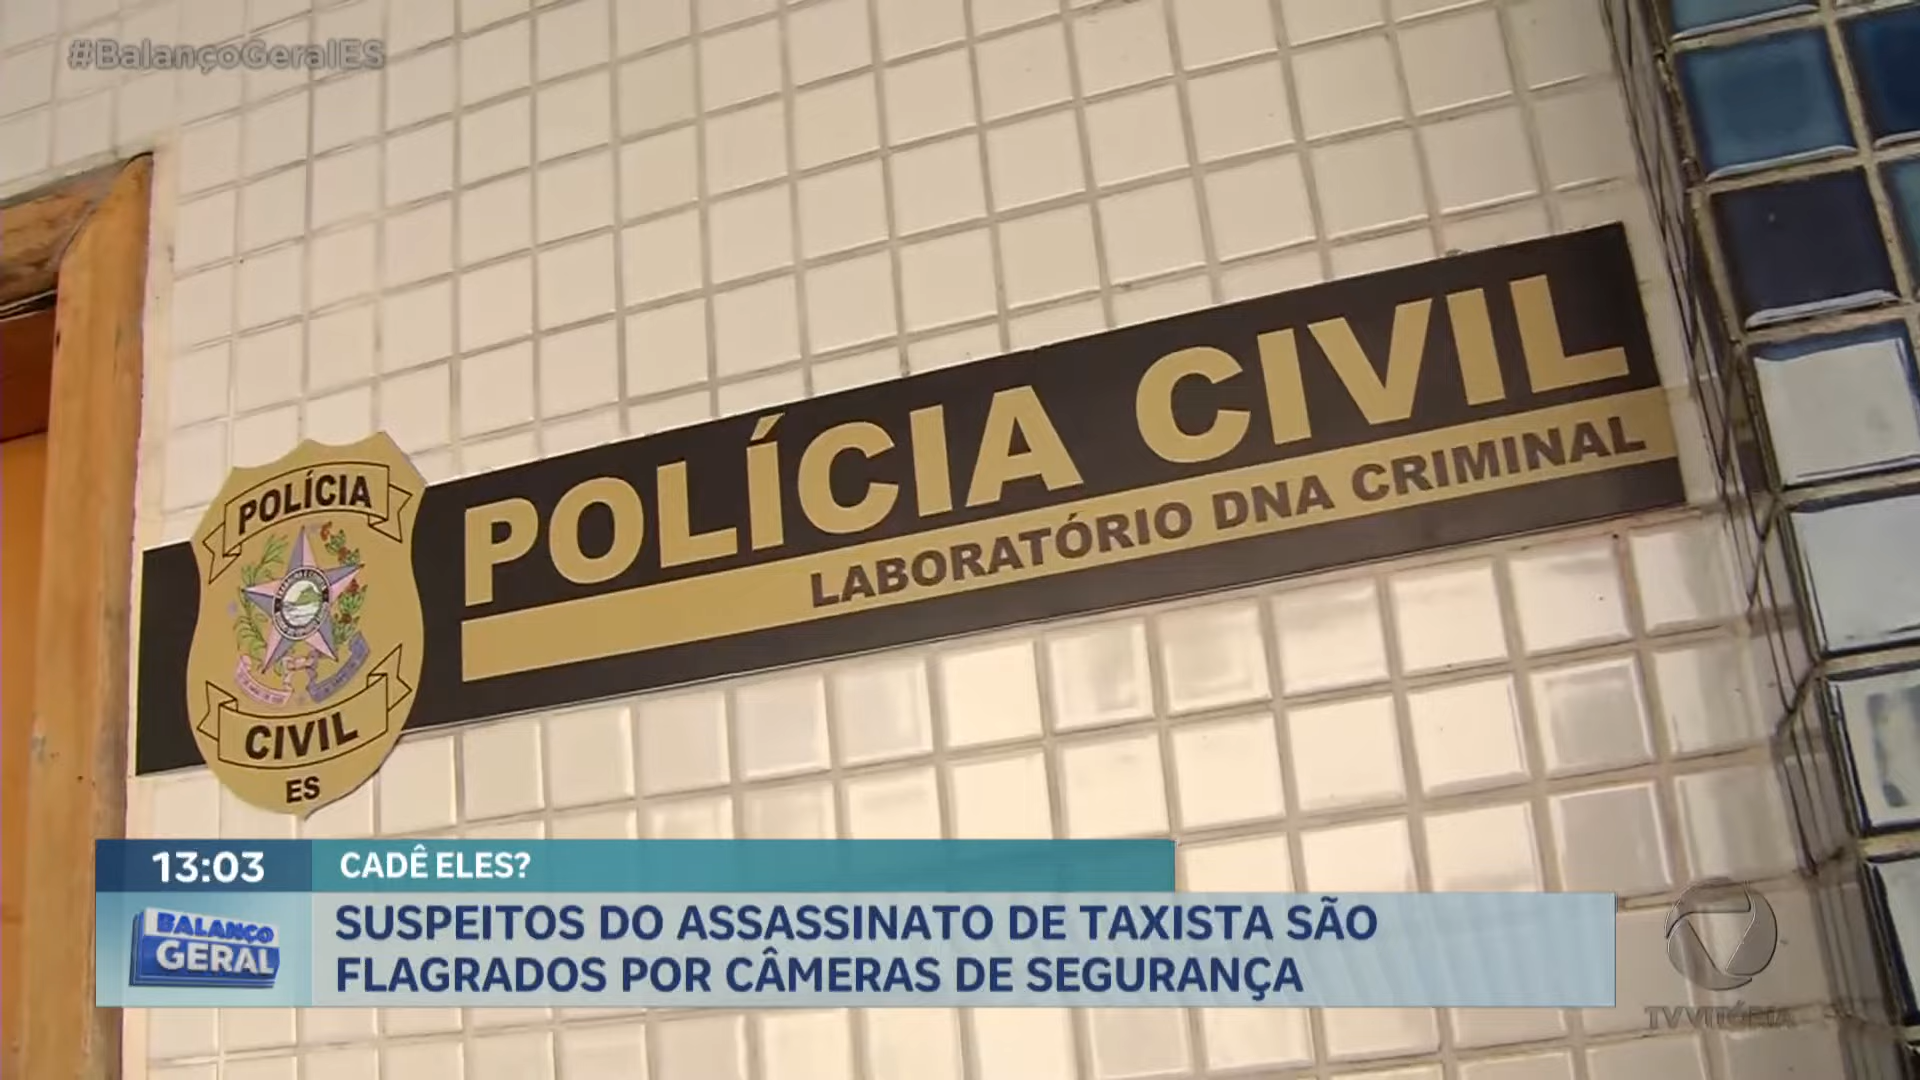 #BalançoGeralES
POLÍCIA CIVIL
LABORATÓRIO DNA CRIMINAL
POLÍCIA
CIVIL
ES
13:03
CADÊ ELES?
BALANÇO
GERAL
SUSPEITOS DO ASSASSINATO DE TAXISTA SÃO
FLAGRADOS POR CÂMERAS DE SEGURANÇA
TV VITÓRIA